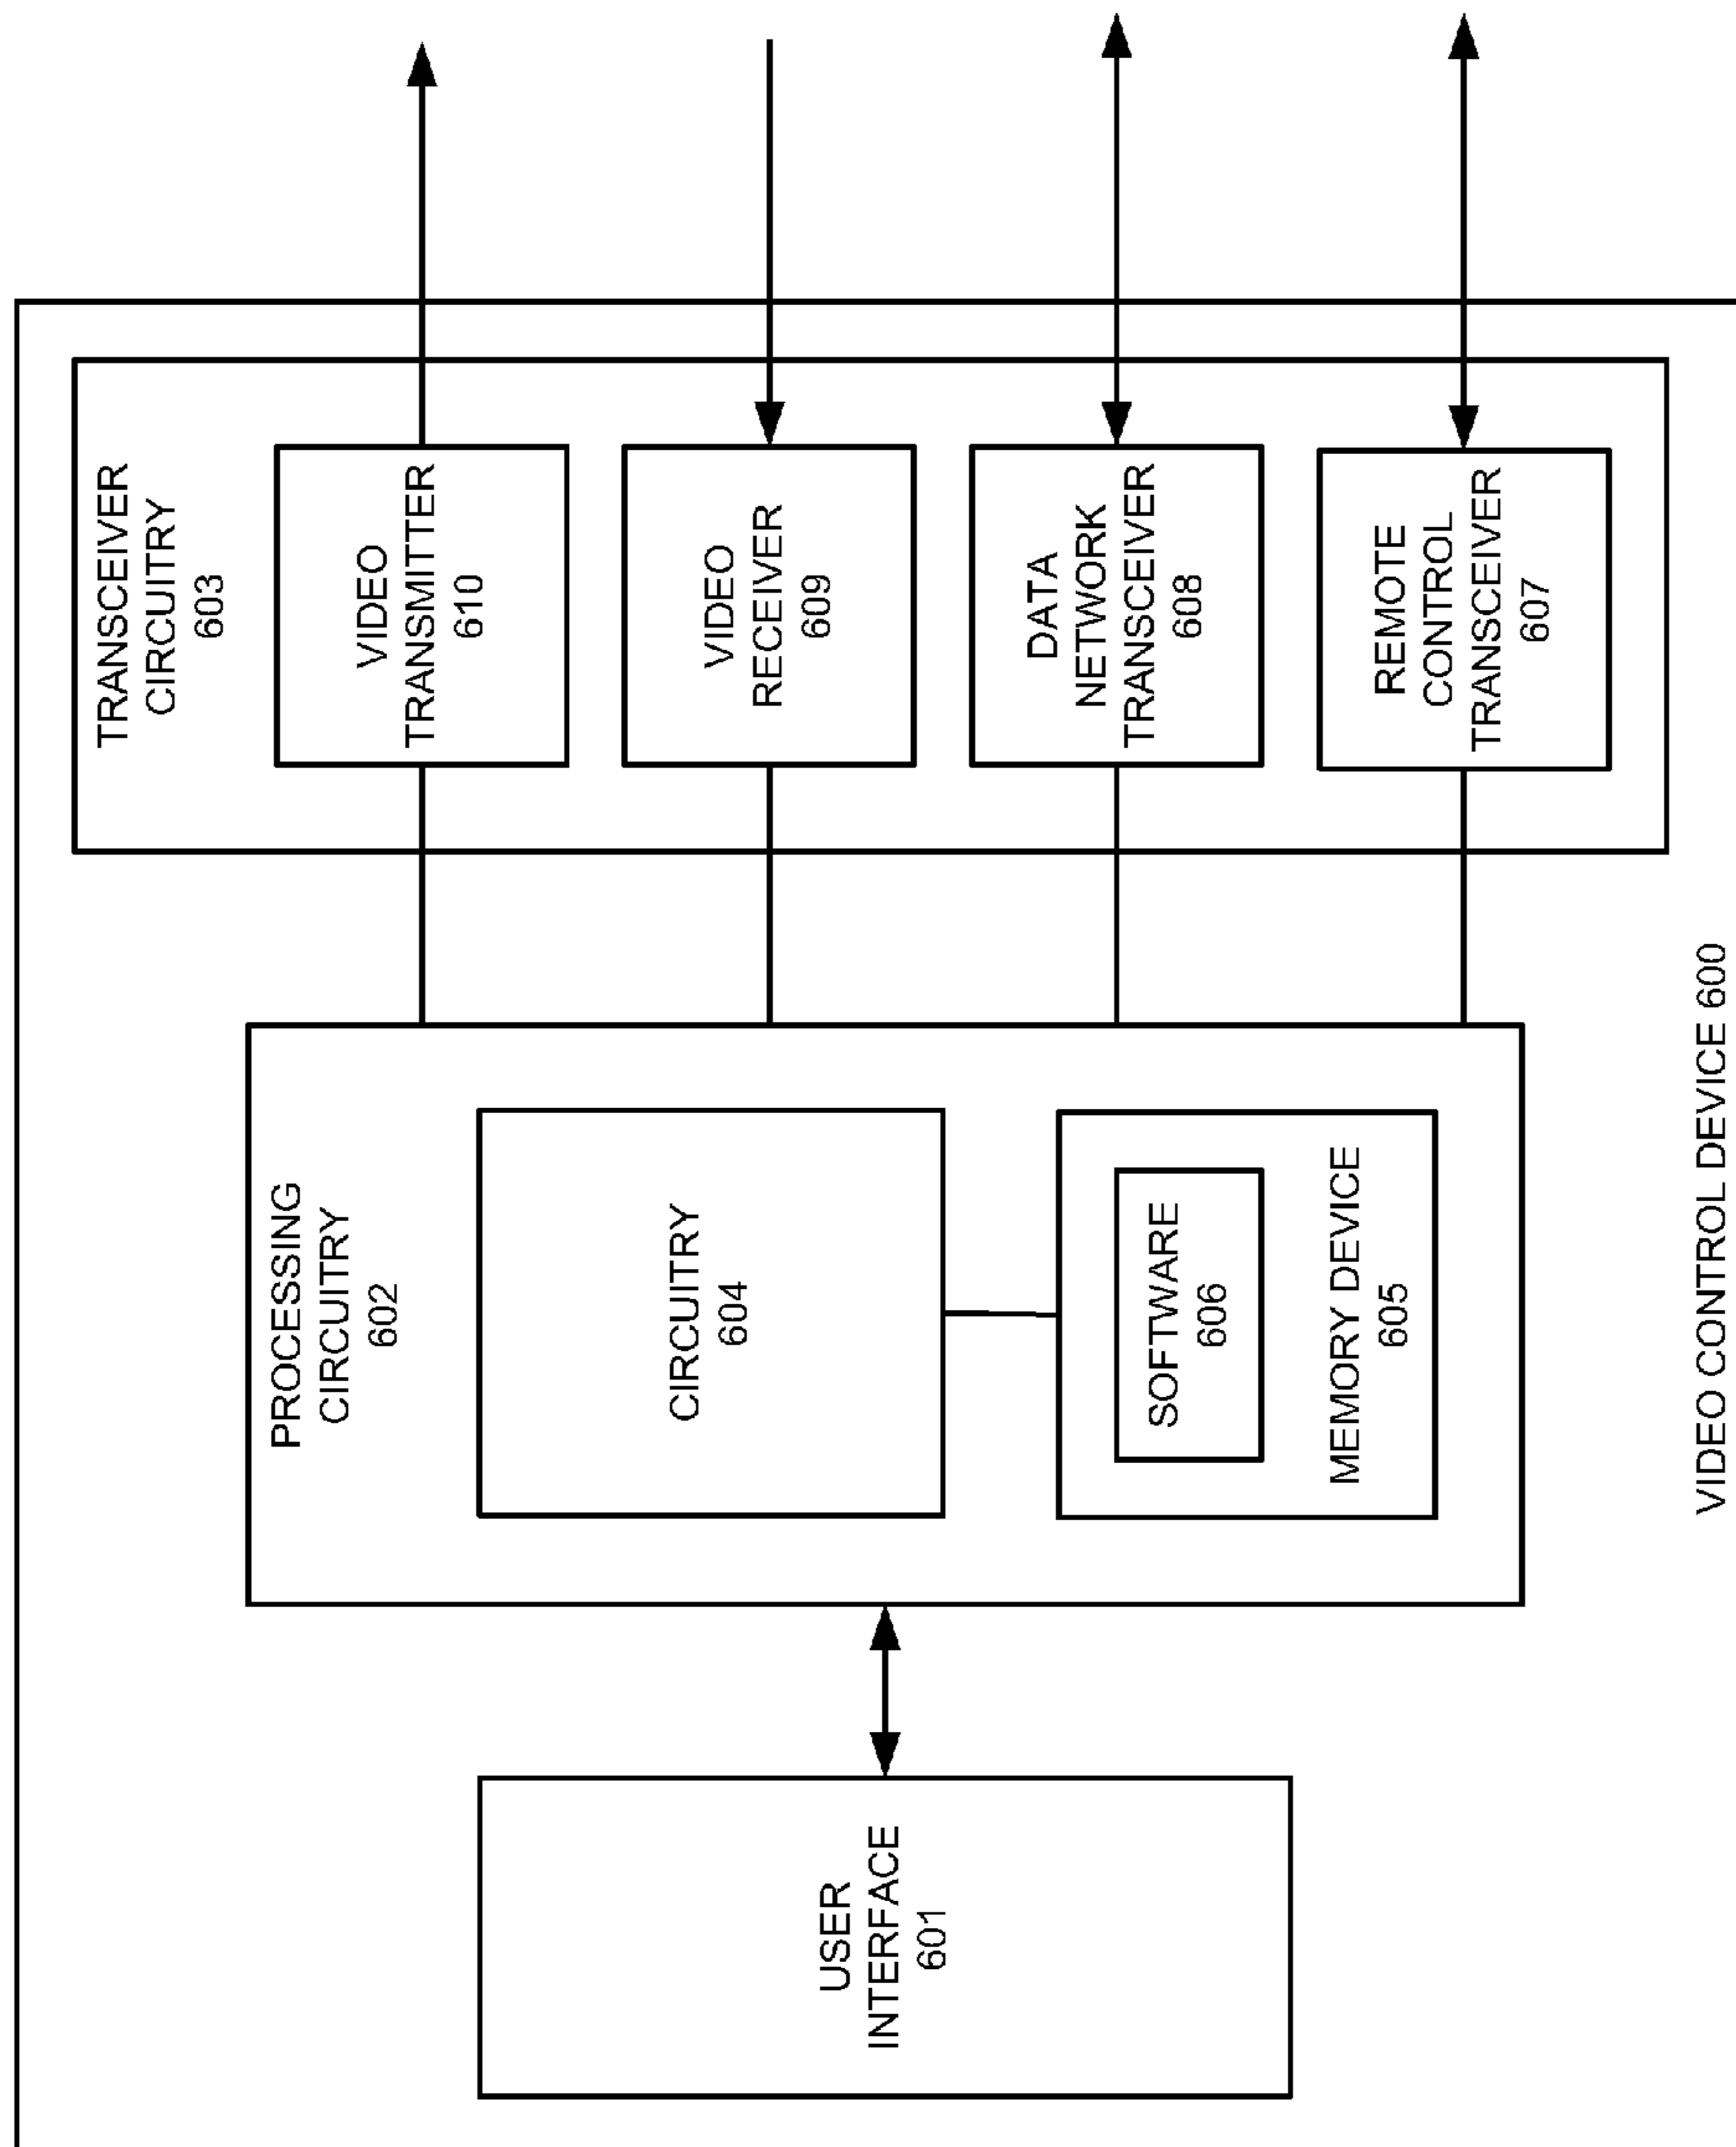 TRANSCEIVER
CIRCUITRY
603
VIDEO
TRANSMITTER
610
VIDEO
RECEIVER
609
DATA
NETWORK
TRANSCEIVER
608
REMOTE
CONTROL
TRANSCEIVER
607
PROCESSING
CIRCUITRY
602
CIRCUITRY
604
SOFTWARE
606
MEMORY DEVICE
605
USER
INTERFACE
601
VIDEO CONTROL DEVICE 600